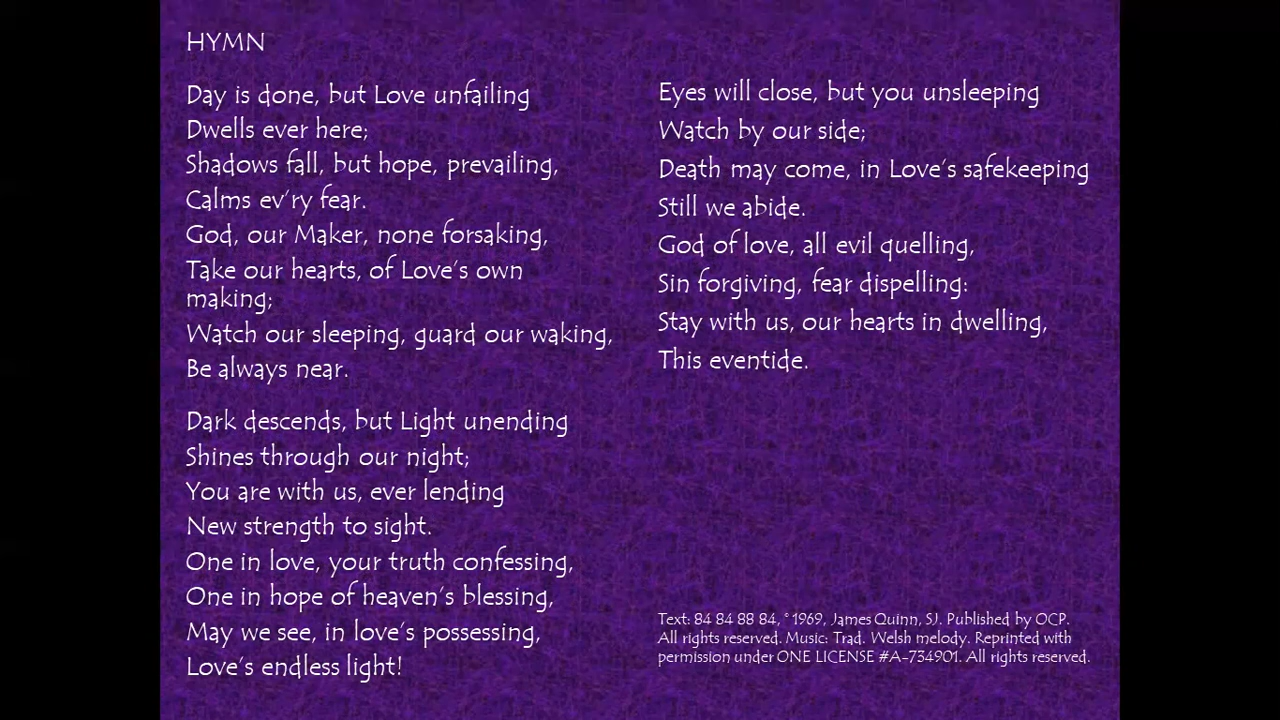 HYMN
Day is done, but Love unfailing
Dwells ever here;
Shadows fall, but hope, prevailing,
Calms ev’ry fear.
God, our Maker, none forsaking,
Take our hearts, of Love’s own
making;
Watch our sleeping, guard our waking,
Be always near.
Dark descends, but Light unending
Shines through our night;
You are with us, ever lending
New strength to sight.
One in love, your truth confessing,
One in hope of heaven’s blessing,
May we see, in love’s possessing,
Love’s endless light!
Eyes will close, but you unsleeping
Watch by our side;
Death may come, in Love’s safekeeping
Still we abide.
God of love, all evil quelling,
Sin forgiving, fear dispelling:
Stay with us, our hearts in dwelling,
This eventide.
Text: 84 84 88 84, © 1969, James Quinn, SJ. Published by OCP.
All rights reserved. Music: Trad. Welsh melody. Reprinted with
permission under ONE LICENSE #A-734901. All rights reserved.